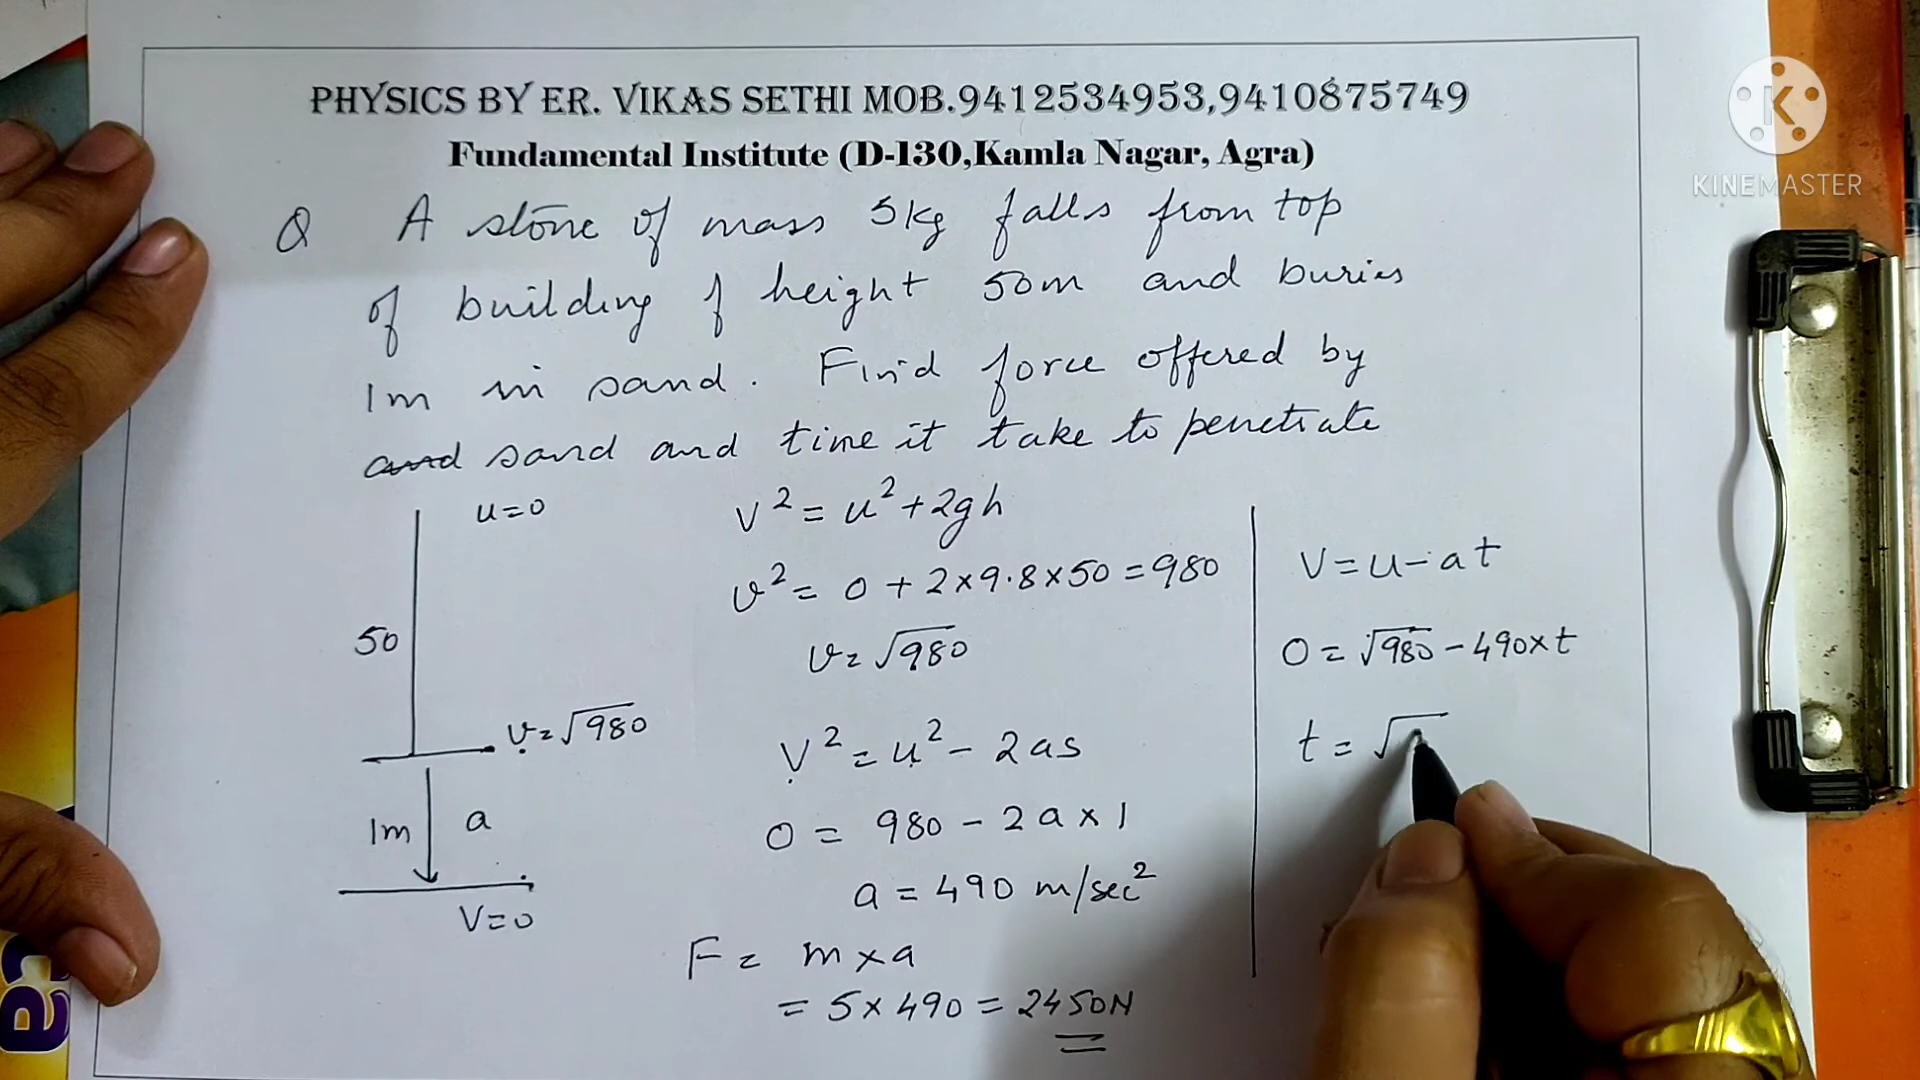 PHYSICS BY ER. VIKAS SETHI MOB.9412534953,9410875749
Fundamental Institute (D-130,Kamla Nagar, Agra)
KINEMASTER
Q A stone of mass 5kg falls from top
of building of height 50m and buries
1m in sand. Find force offered by
and sand and time it take to penetrate
u=0
50
v=√980
1m a
V=0
V²=u²+2gh
v²= 0+2×9.8×50=980
v=√980
V²=u²-2as
0= 980-2a×1
a=490 m/sec²
F= m×a
=5×490=2450N
V=u-at
0=√980-490×t
t=√